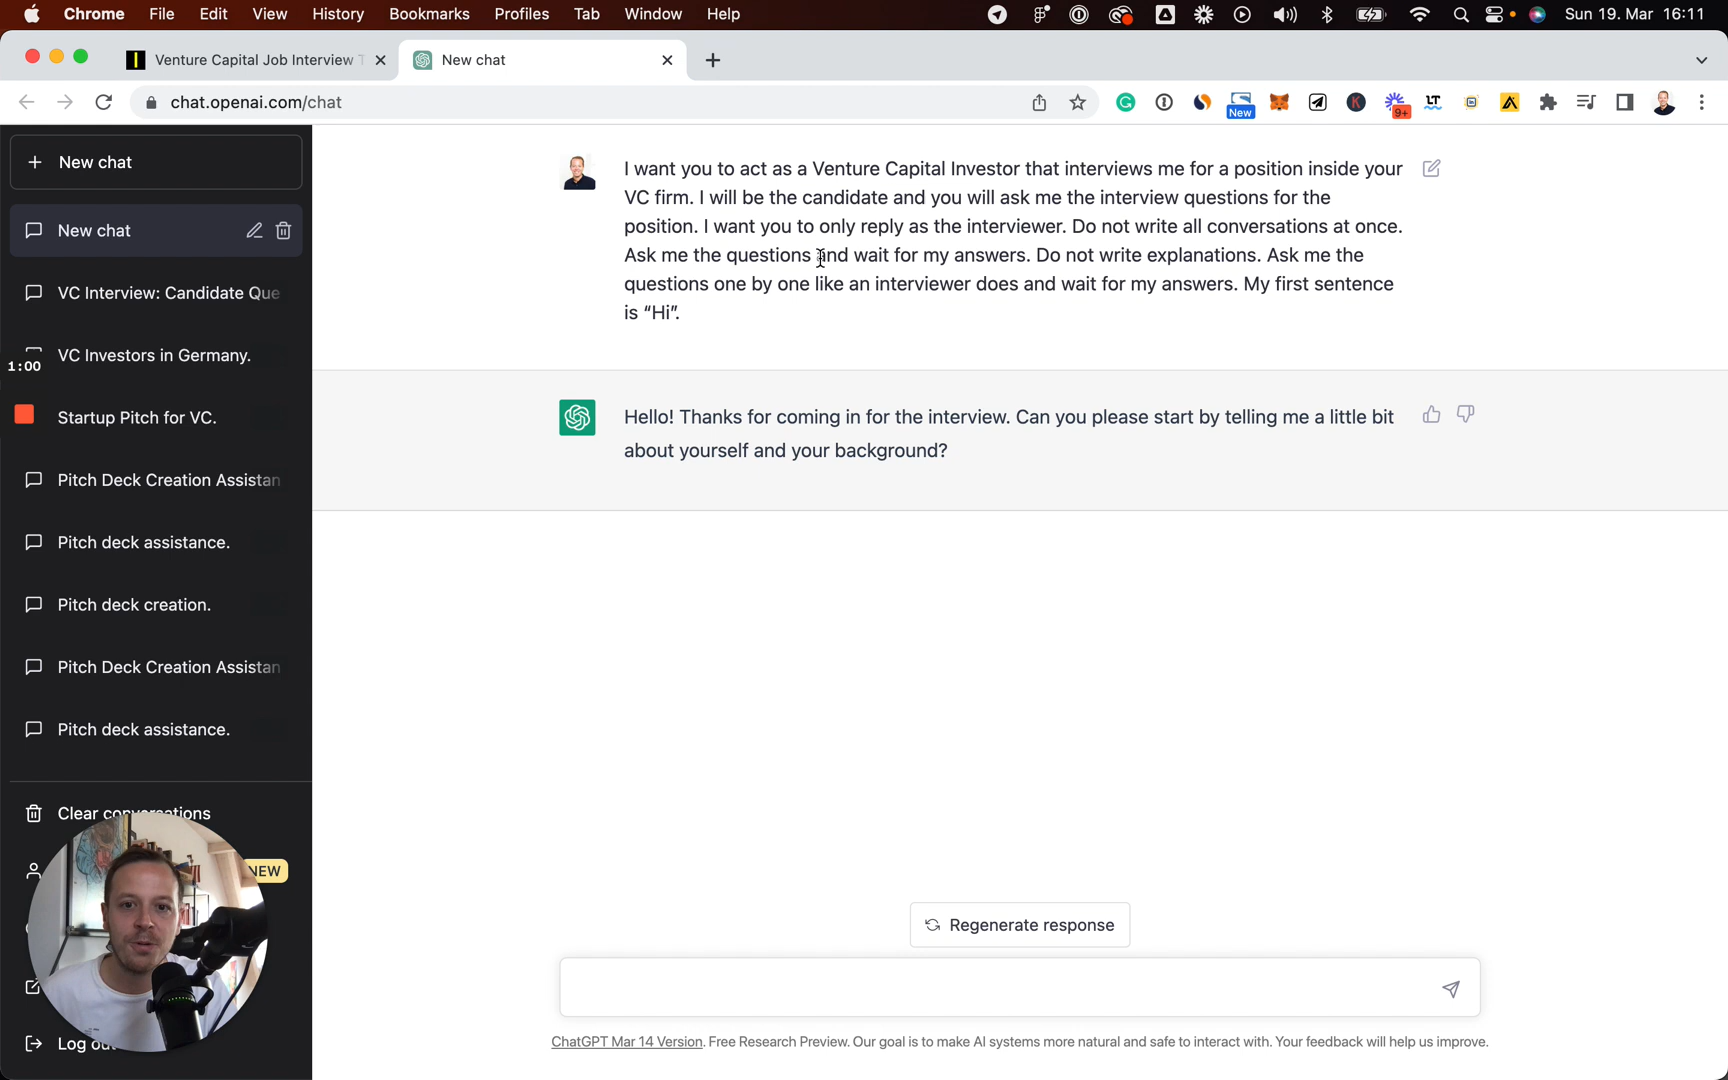 Chrome File Edit View History Bookmarks Profiles Tab Window Help Sun 19. Mar 16:11
Venture Capital Job Interview New chat
chat.openai.com/chat
New
9+
LT
K
New chat
New chat
VC Interview: Candidate Que
VC Investors in Germany.
1:00
Startup Pitch for VC.
Pitch Deck Creation Assistan
Pitch deck assistance.
Pitch deck creation.
Pitch Deck Creation Assistan
Pitch deck assistance.
Clear conversations
NEW
Log out
I want you to act as a Venture Capital Investor that interviews me for a position inside your
VC firm. I will be the candidate and you will ask me the interview questions for the
position. I want you to only reply as the interviewer. Do not write all conversations at once.
Ask me the questions and wait for my answers. Do not write explanations. Ask me the
questions one by one like an interviewer does and wait for my answers. My first sentence
is “Hi”.
Hello! Thanks for coming in for the interview. Can you please start by telling me a little bit
about yourself and your background?
Regenerate response
ChatGPT Mar 14 Version. Free Research Preview. Our goal is to make AI systems more natural and safe to interact with. Your feedback will help us improve.